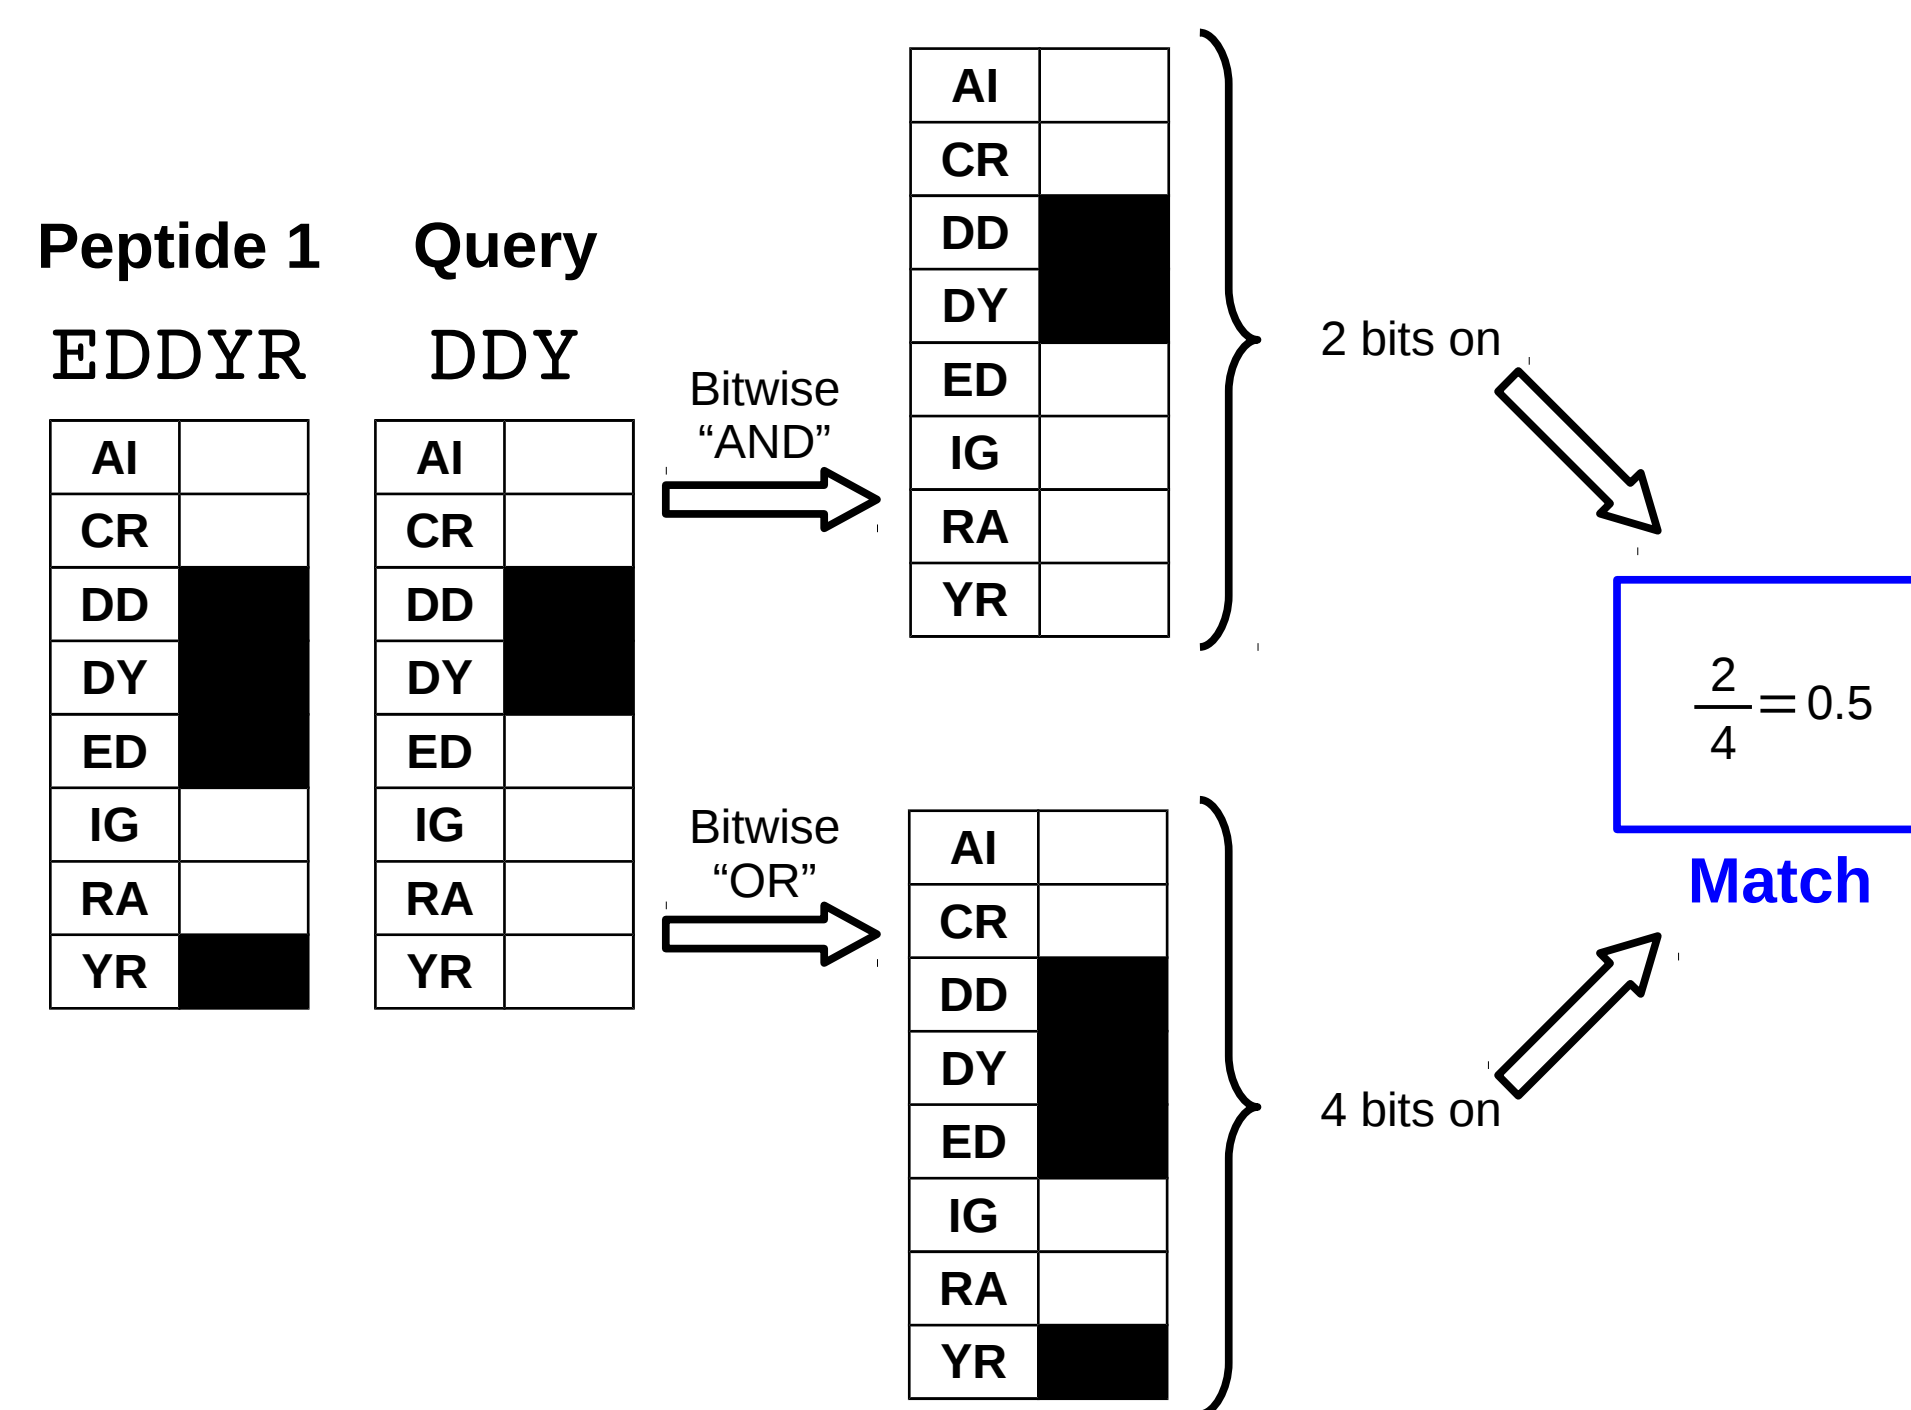 Peptide 1
EDDYR
AI
CR
DD
DY
ED
IG
RA
YR
Query
DDY
AI
CR
DD
DY
ED
IG
RA
YR
Bitwise
“AND”
AI
CR
DD
DY
ED
IG
RA
YR
2 bits on
Bitwise
“OR”
AI
CR
DD
DY
ED
IG
RA
YR
4 bits on
2
4
= 0.5
Match